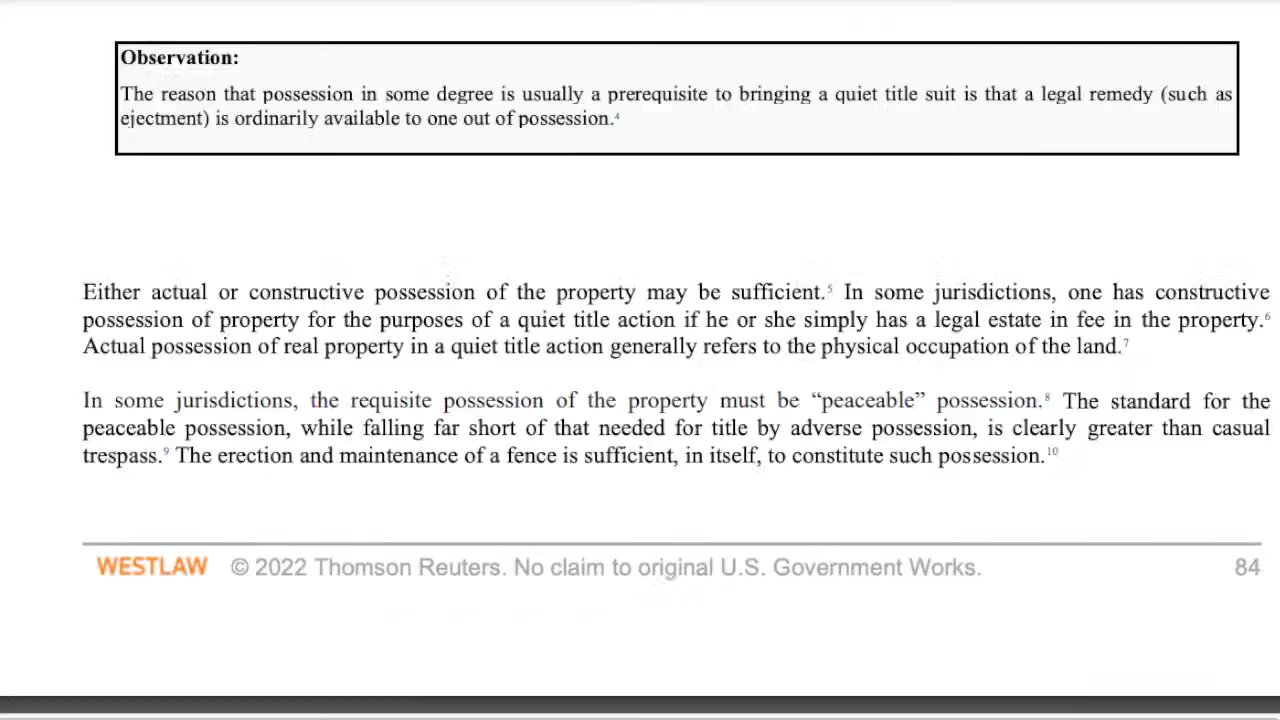 Observation:
The reason that possession in some degree is usually a prerequisite to bringing a quiet title suit is that a legal remedy (such as
ejectment) is ordinarily available to one out of possession.⁴
Either actual or constructive possession of the property may be sufficient.⁵ In some jurisdictions, one has constructive
possession of property for the purposes of a quiet title action if he or she simply has a legal estate in fee in the property.⁶
Actual possession of real property in a quiet title action generally refers to the physical occupation of the land.⁷
In some jurisdictions, the requisite possession of the property must be “peaceable” possession.⁸ The standard for the
peaceable possession, while falling far short of that needed for title by adverse possession, is clearly greater than casual
trespass.⁹ The erection and maintenance of a fence is sufficient, in itself, to constitute such possession.¹⁰
WESTLAW © 2022 Thomson Reuters. No claim to original U.S. Government Works. 84